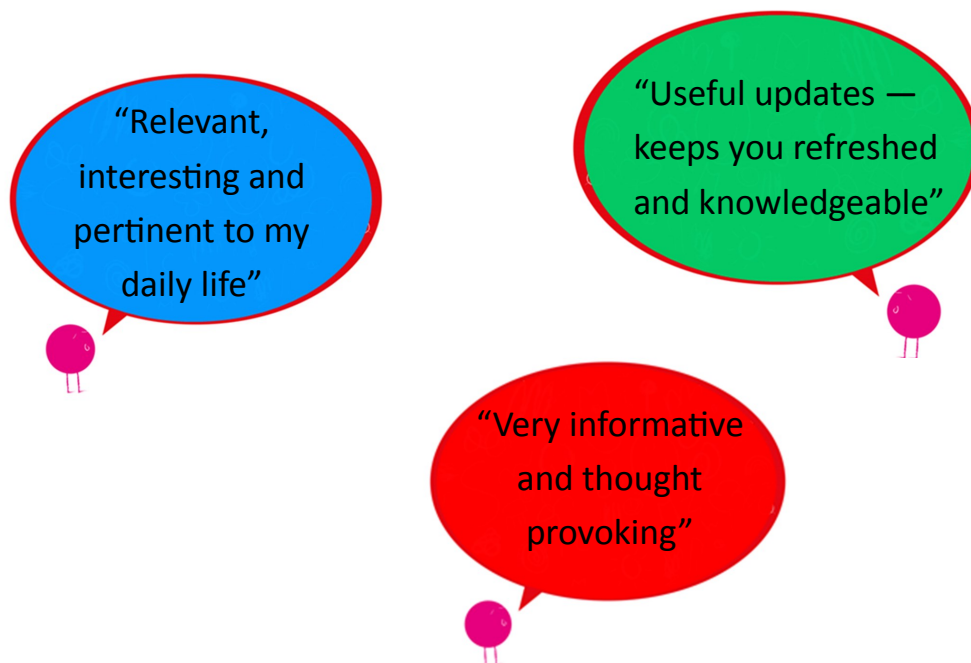 “Relevant,
interesting and
pertinent to my
daily life”
“Useful updates —
keeps you refreshed
and knowledgeable”
“Very informative
and thought
provoking”